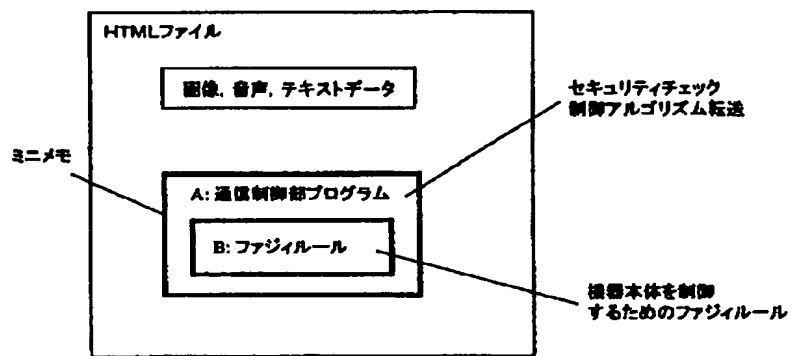 HTMLファイル
画像, 音声, テキストデータ
セキュリティチェック
制御アルゴリズム転送
ミニメモ
A: 通信制御部プログラム
B: ファジィルール
機器本体を制御
するためのファジィルール